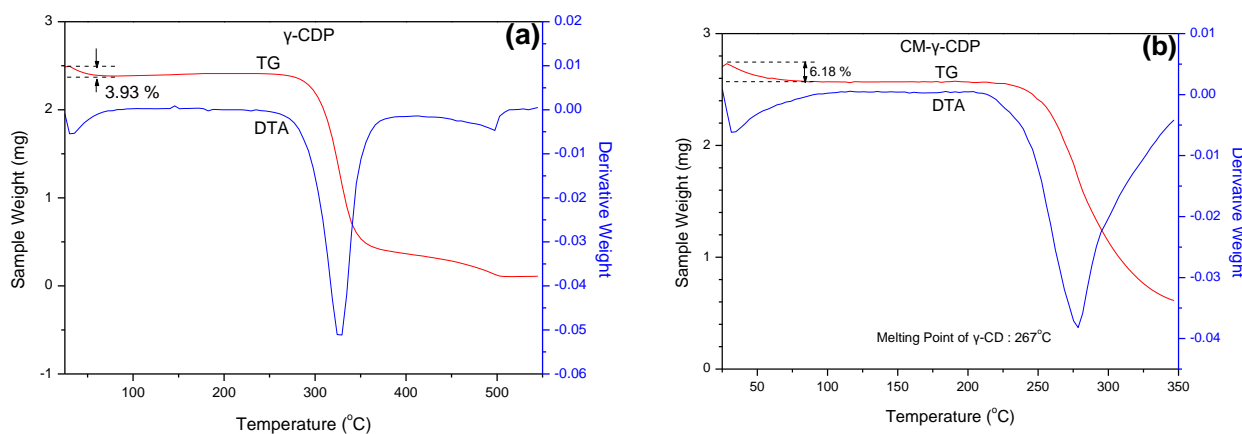 γ-CDP
(a)
TG
3.93 %
DTA
3
2
1
0
-1
Sample Weight (mg)
0.02
0.01
0.00
-0.01
-0.02
-0.03
-0.04
-0.05
-0.06
Derivative Weight
100
200
300
400
500
Temperature (°C)
CM-γ-CDP
(b)
6.18 %
TG
DTA
Melting Point of γ-CD : 267°C
3
2
1
0
Sample Weight (mg)
0.010
0.005
0.00
-0.01
-0.02
-0.03
-0.04
Derivative Weight
50
100
150
200
250
300
350
Temperature (°C)